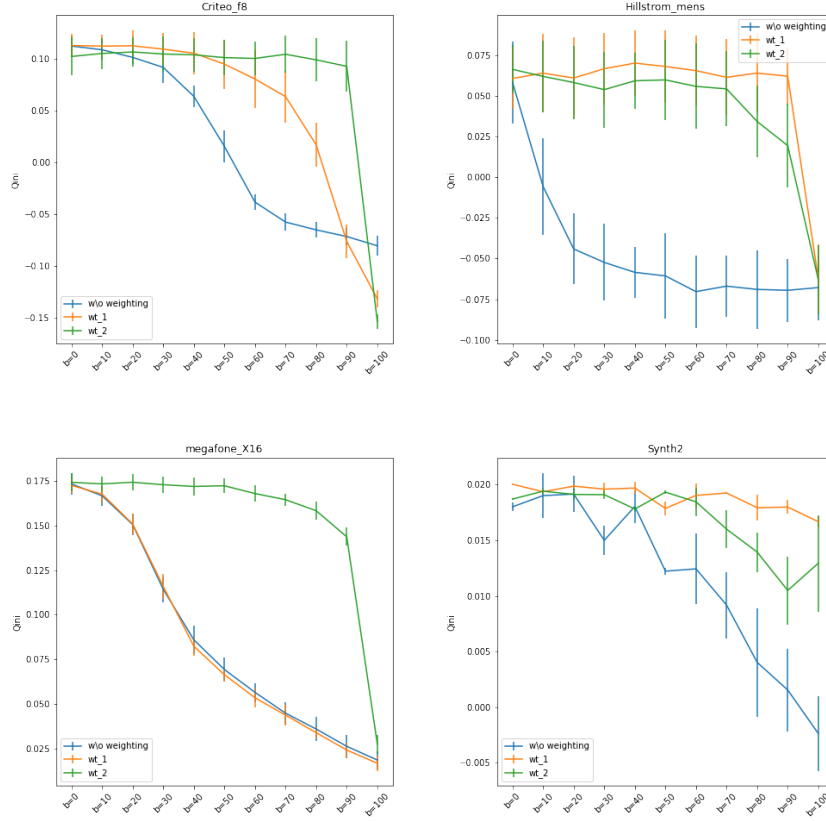 Criteo_f8
Qini
0.10
0.05
0.00
−0.05
−0.10
−0.15
w\o weighting
wt_1
wt_2
b=0
b=10
b=20
b=30
b=40
b=50
b=60
b=70
b=80
b=90
b=100
Hillstrom_mens
Qini
0.075
0.050
0.025
0.000
−0.025
−0.050
−0.075
−0.100
w\o weighting
wt_1
wt_2
b=0
b=10
b=20
b=30
b=40
b=50
b=60
b=70
b=80
b=90
b=100
megafone_X16
Qini
0.175
0.150
0.125
0.100
0.075
0.050
0.025
w\o weighting
wt_1
wt_2
b=0
b=10
b=20
b=30
b=40
b=50
b=60
b=70
b=80
b=90
b=100
Synth2
Qini
0.020
0.015
0.010
0.005
0.000
−0.005
w\o weighting
wt_1
wt_2
b=0
b=10
b=20
b=30
b=40
b=50
b=60
b=70
b=80
b=90
b=100